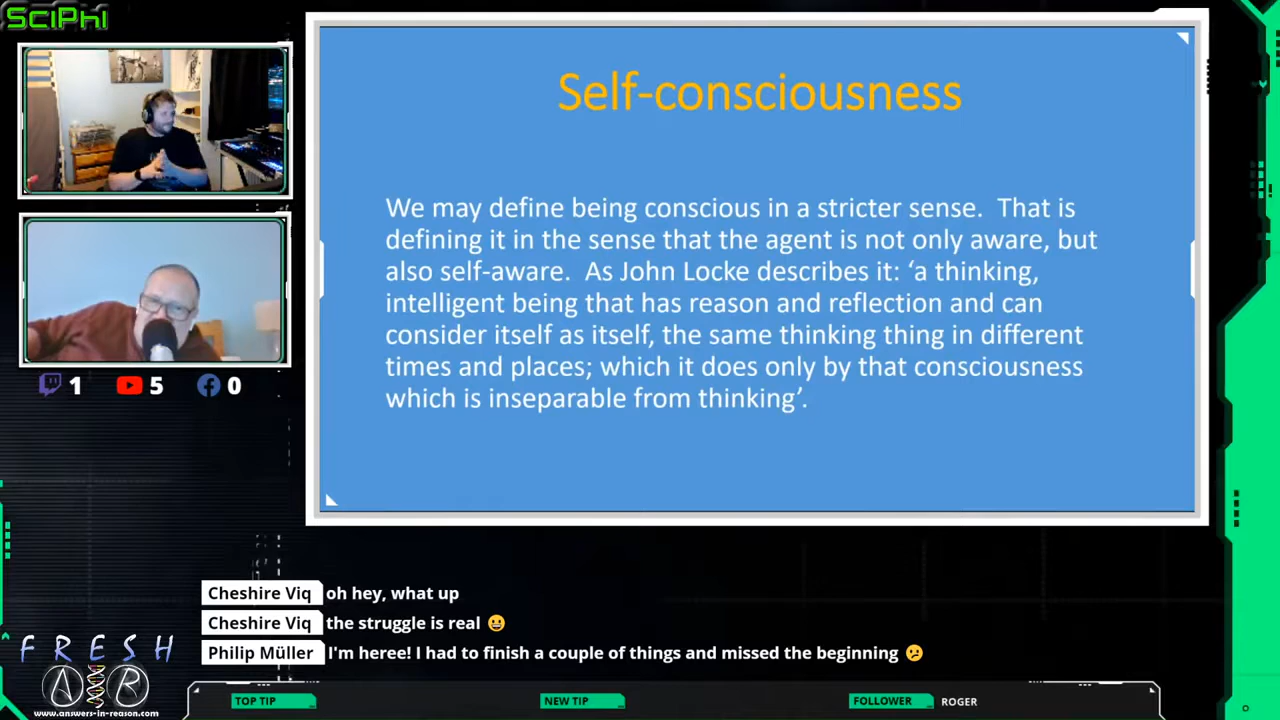 SCIPHI
Self-consciousness
We may define being conscious in a stricter sense.  That is
defining it in the sense that the agent is not only aware, but
also self-aware.  As John Locke describes it: ‘a thinking,
intelligent being that has reason and reflection and can
consider itself as itself, the same thinking thing in different
times and places; which it does only by that consciousness
which is inseparable from thinking’.
1 5 0
Cheshire Viq oh hey, what up
Cheshire Viq the struggle is real 😀
Philip Müller I'm heree! I had to finish a couple of things and missed the beginning 😕
FRESH
AiR
www.answers-in-reason.com
TOP TIP NEW TIP FOLLOWER ROGER